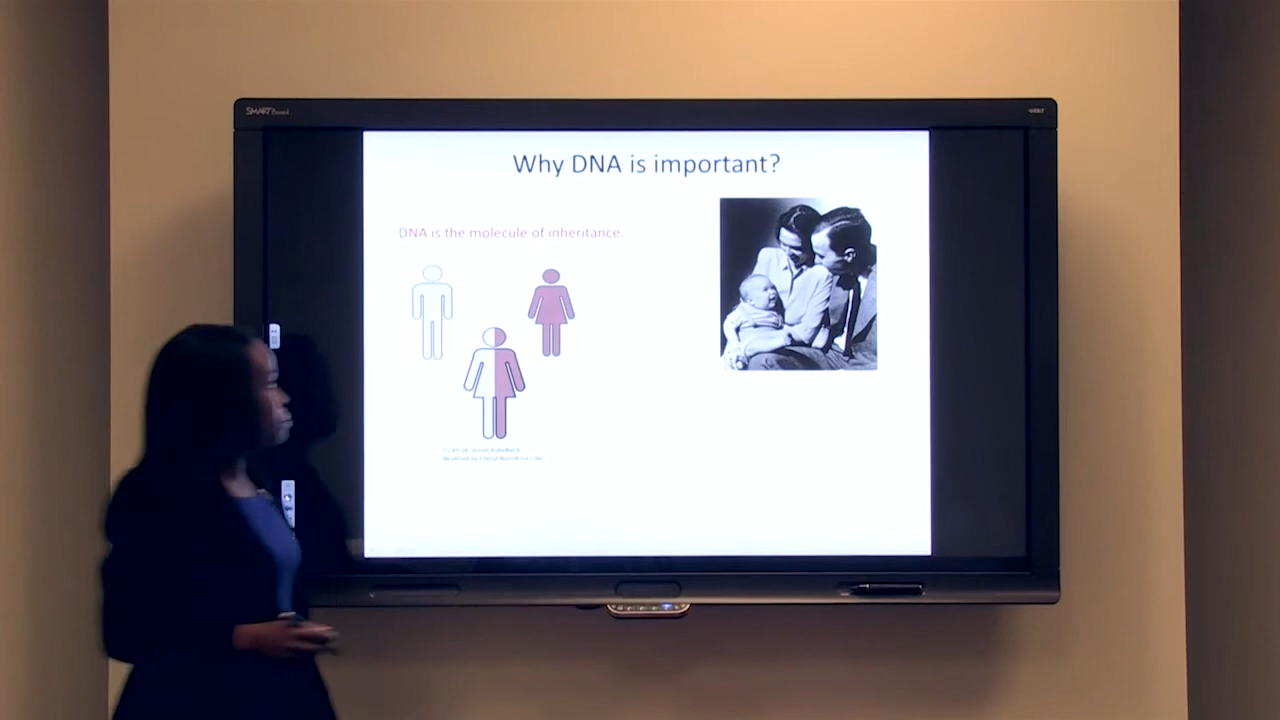 SMART Board
Why DNA is important?
DNA is the molecule of inheritance.